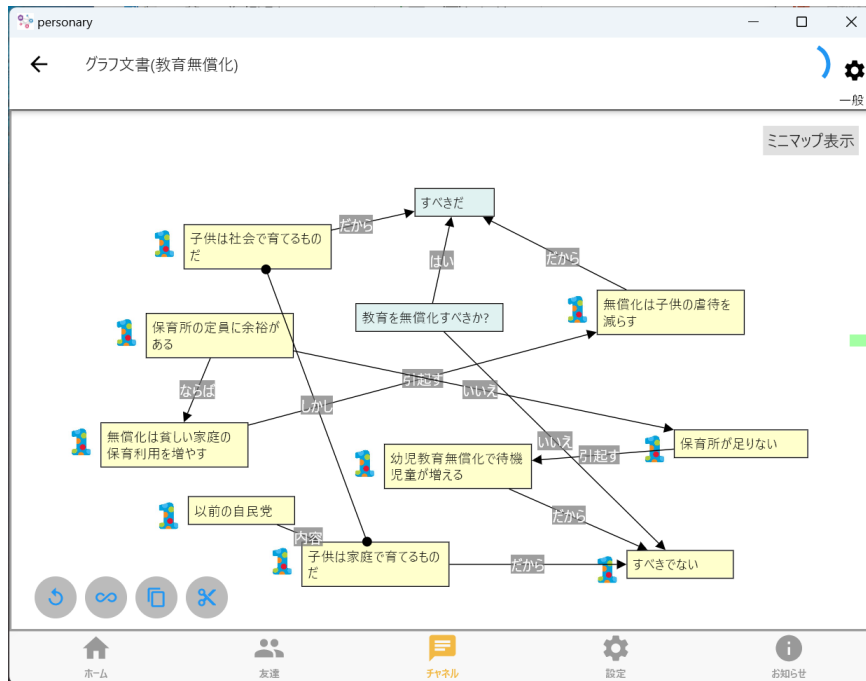 personary
グラフ文書(教育無償化)
一般
ミニマップ表示
すべきだ
だから
子供は社会で育てるもの
だ
はい
だから
教育を無償化すべきか?
無償化は子供の虐待を
減らす
保育所の定員に余裕が
ある
ならば
引起す
いいえ
しかし
無償化は貧しい家庭の
保育利用を増やす
いいえ
引起す
保育所が足りない
幼児教育無償化で待機
児童が増える
だから
以前の自民党
内容
子供は家庭で育てるもの
だ
だから
すべきでない
ホーム
友達
チャネル
設定
お知らせ